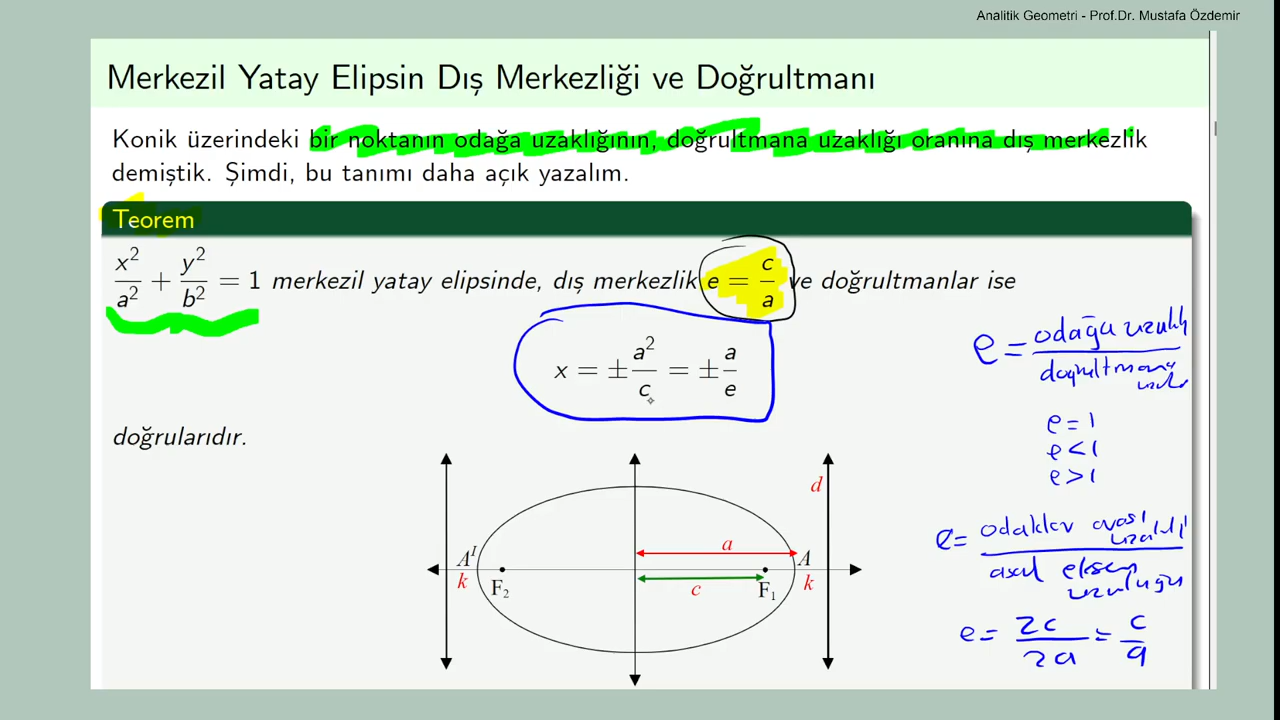 Analitik Geometri - Prof.Dr. Mustafa Özdemir
Merkezil Yatay Elipsin Dış Merkezliği ve Doğrultmanı
Konik üzerindeki bir noktanın odağa uzaklığının, doğrultmana uzaklığı oranına dış merkezlik
demiştik. Şimdi, bu tanımı daha açık yazalım.
Teorem
x²/a² + y²/b² = 1 merkezil yatay elipsinde, dış merkezlik e = c/a ve doğrultmanlar ise
x = ± a²/c = ± a/e
doğrularıdır.
e = odağa uzaklık / doğrultmana
e = 1
e < 1
e > 1
e = odaklar arası / asal eksen uzunluğu
e = 2c / 2a = c / a
d
a
A' A
k F₂ c F₁ k